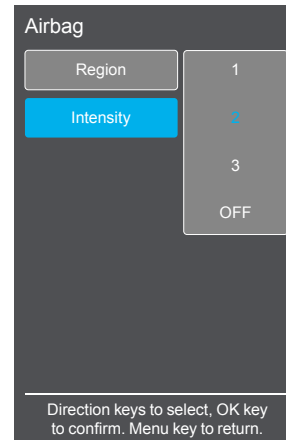 Airbag
Region
1
Intensity
2
3
OFF
Direction keys to select, OK key
to confirm. Menu key to return.